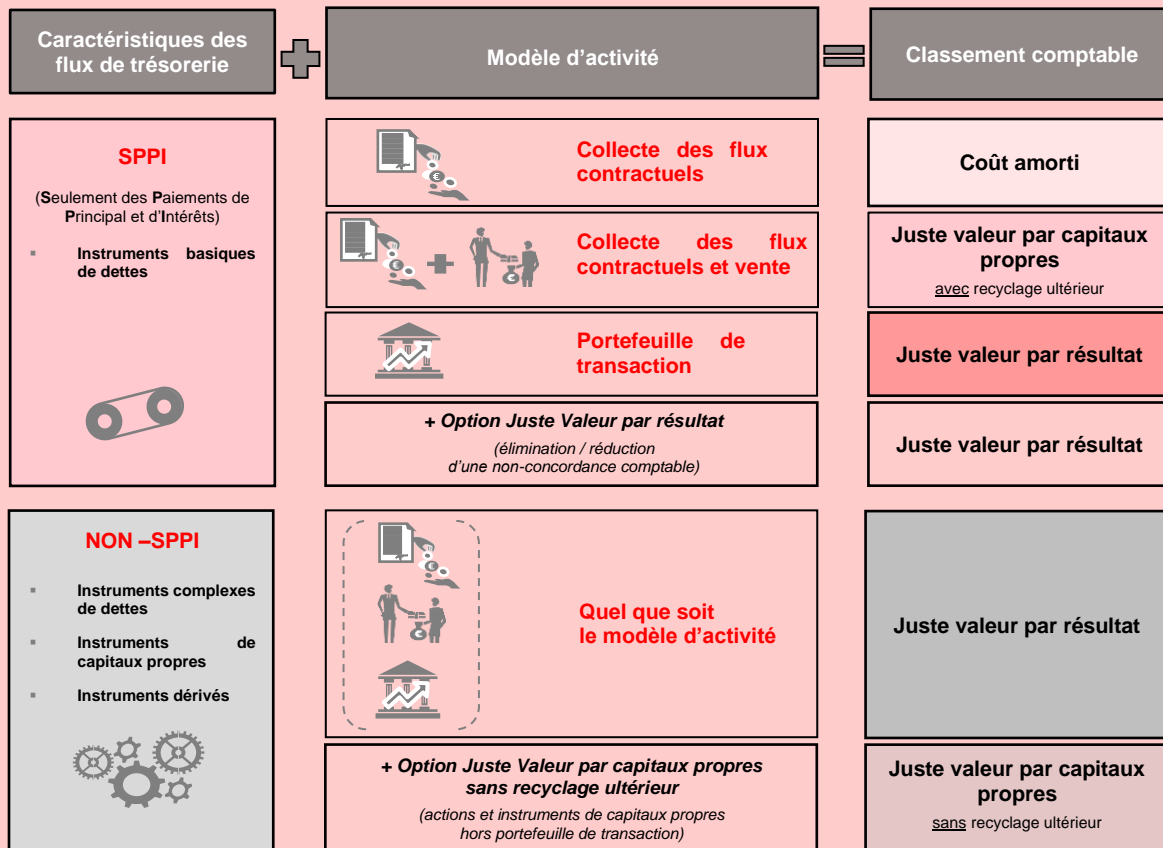 Caractéristiques des
flux de trésorerie
Modèle d'activité
Classement comptable
SPPI
(Seulement des Paiements de
Principal et d'Intérêts)
▪ Instruments basiques
de dettes
Collecte des flux
contractuels
Coût amorti
Collecte des flux
contractuels et vente
Juste valeur par capitaux
propres
avec recyclage ultérieur
Portefeuille de
transaction
Juste valeur par résultat
+ Option Juste Valeur par résultat
(élimination / réduction
d'une non-concordance comptable)
Juste valeur par résultat
NON –SPPI
▪ Instruments complexes
de dettes
▪ Instruments de
capitaux propres
▪ Instruments dérivés
Quel que soit
le modèle d'activité
Juste valeur par résultat
+ Option Juste Valeur par capitaux propres
sans recyclage ultérieur
(actions et instruments de capitaux propres
hors portefeuille de transaction)
Juste valeur par capitaux
propres
sans recyclage ultérieur